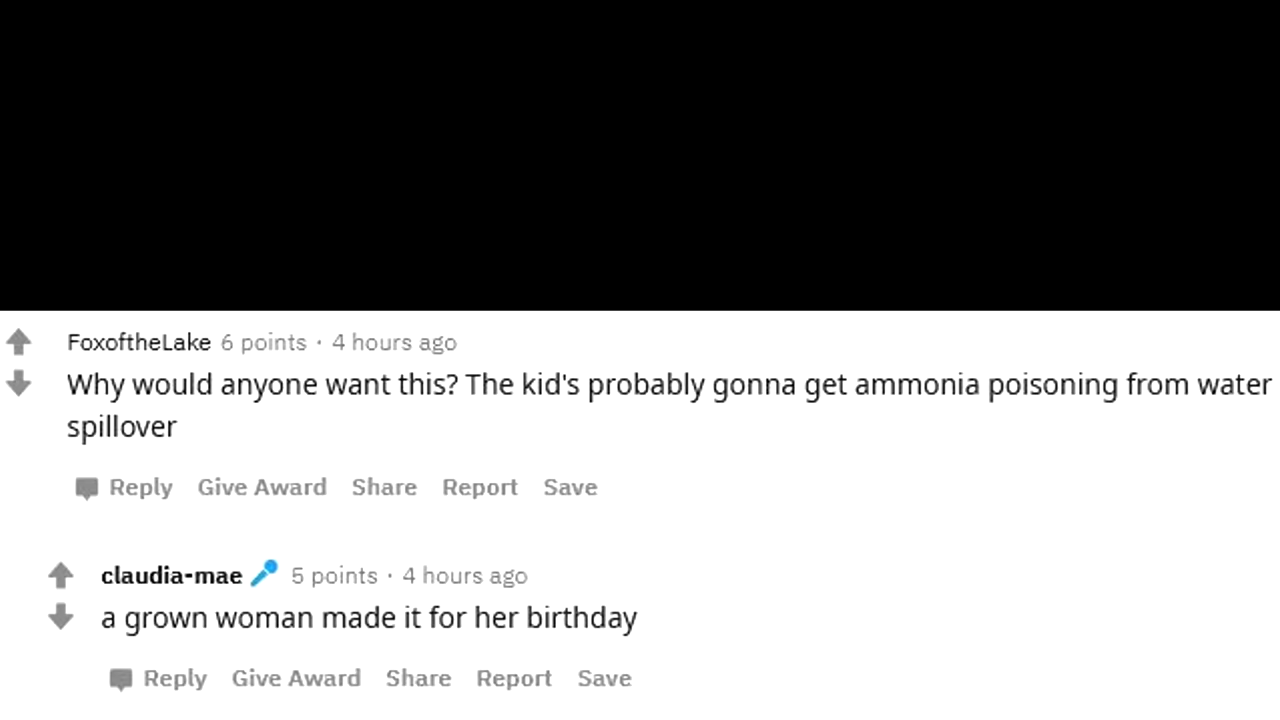 FoxoftheLake 6 points · 4 hours ago
Why would anyone want this? The kid's probably gonna get ammonia poisoning from water
spillover
Reply Give Award Share Report Save
claudia-mae 5 points · 4 hours ago
a grown woman made it for her birthday
Reply Give Award Share Report Save